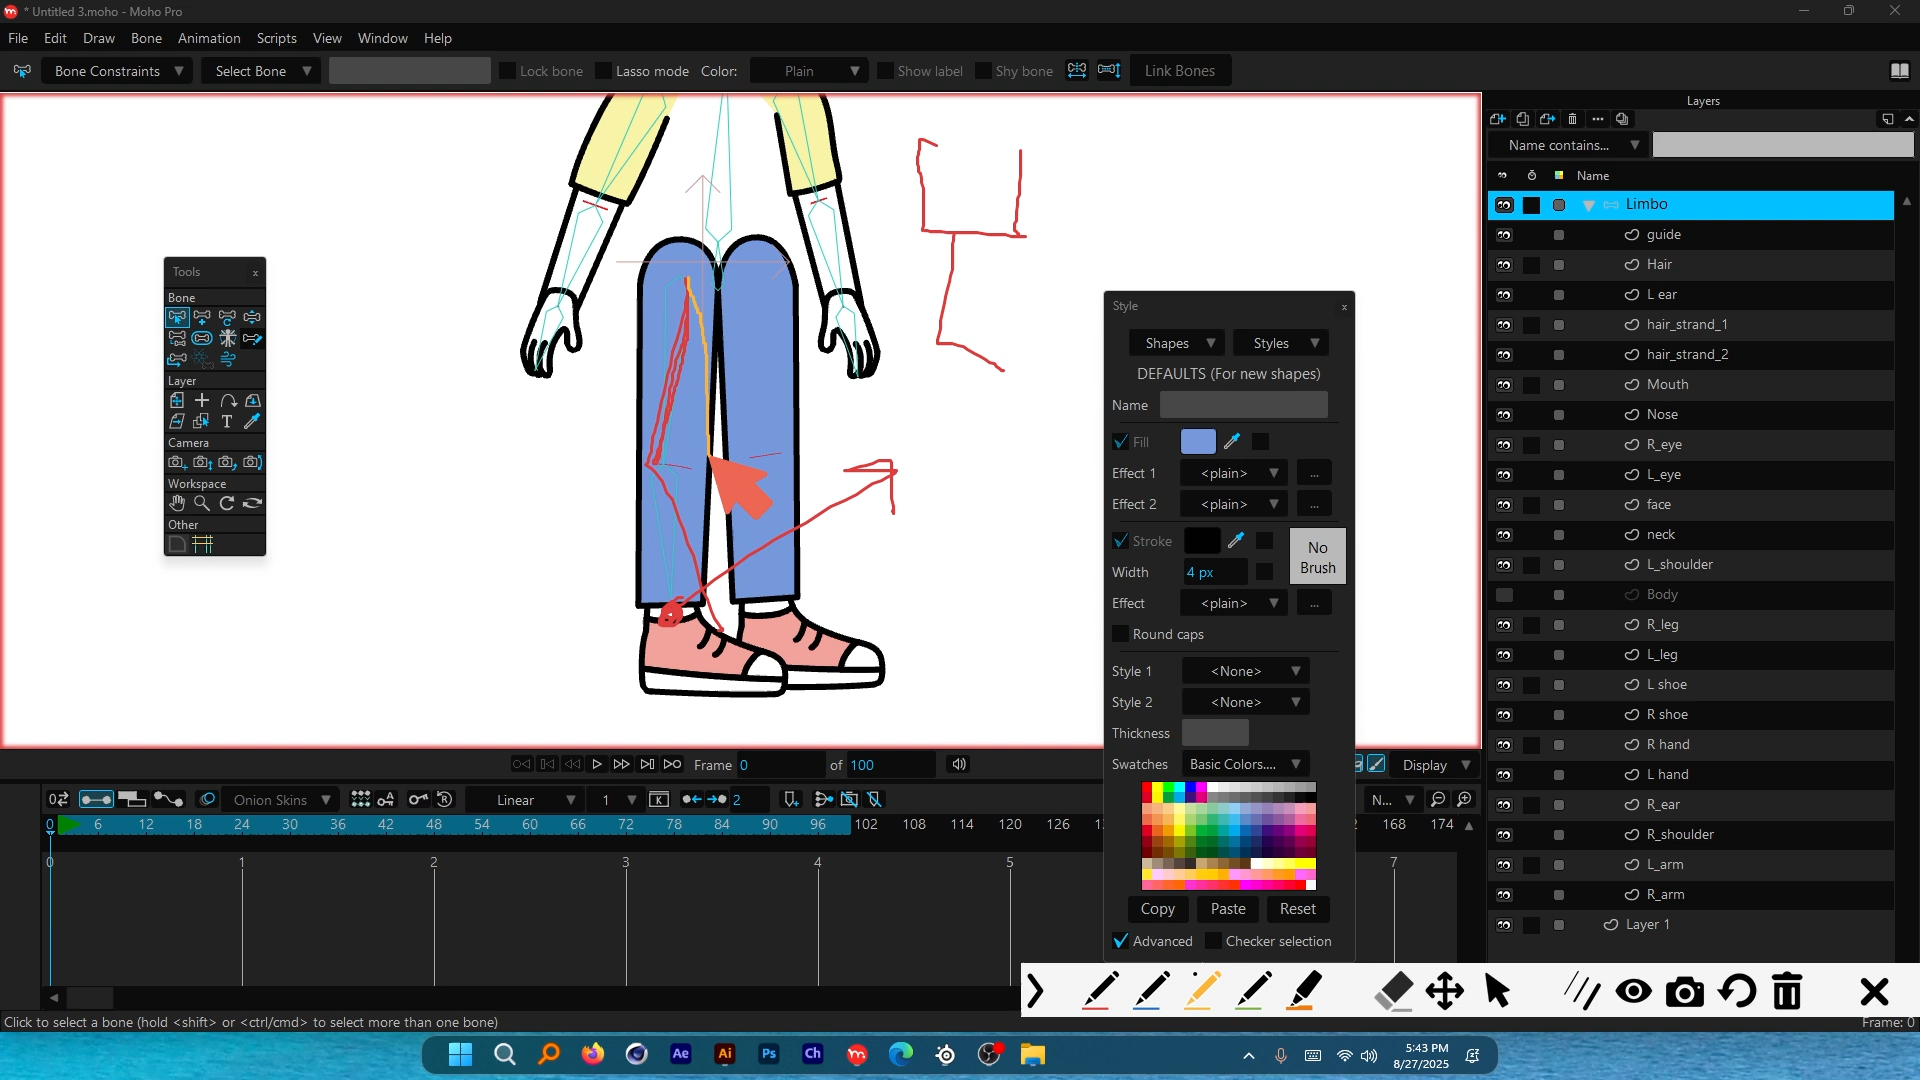 * Untitled 3.moho - Moho Pro
File Edit Draw Bone Animation Scripts View Window Help
Bone Constraints Select Bone Lock bone Lasso mode Color: Plain Show label Shy bone Link Bones
Layers
Name contains...
Name
Limbo
guide
Hair
L ear
hair_strand_1
hair_strand_2
Mouth
Nose
R_eye
L_eye
face
neck
L_shoulder
Body
R_leg
L_leg
L shoe
R shoe
R hand
L hand
R_ear
R_shoulder
L_arm
R_arm
Layer 1
Tools x
Bone
Layer
T
Camera
Workspace
Other
Style x
Shapes Styles
DEFAULTS (For new shapes)
Name
Fill
Effect 1 <plain> ...
Effect 2 <plain> ...
Stroke No Brush
Width 4 px
Effect <plain> ...
Round caps
Style 1 <None>
Style 2 <None>
Thickness
Swatches Basic Colors....
Copy Paste Reset
Advanced Checker selection
Frame 0 of 100 Display
Onion Skins Linear 1 2 N...
0 6 12 18 24 30 36 42 48 54 60 66 72 78 84 90 96 102 108 114 120 126 168 174
0 1 2 3 4 5 7
Click to select a bone (hold <shift> or <ctrl/cmd> to select more than one bone)
Frame: 0
Ae Ai Ps Ch
5:43 PM
8/27/2025